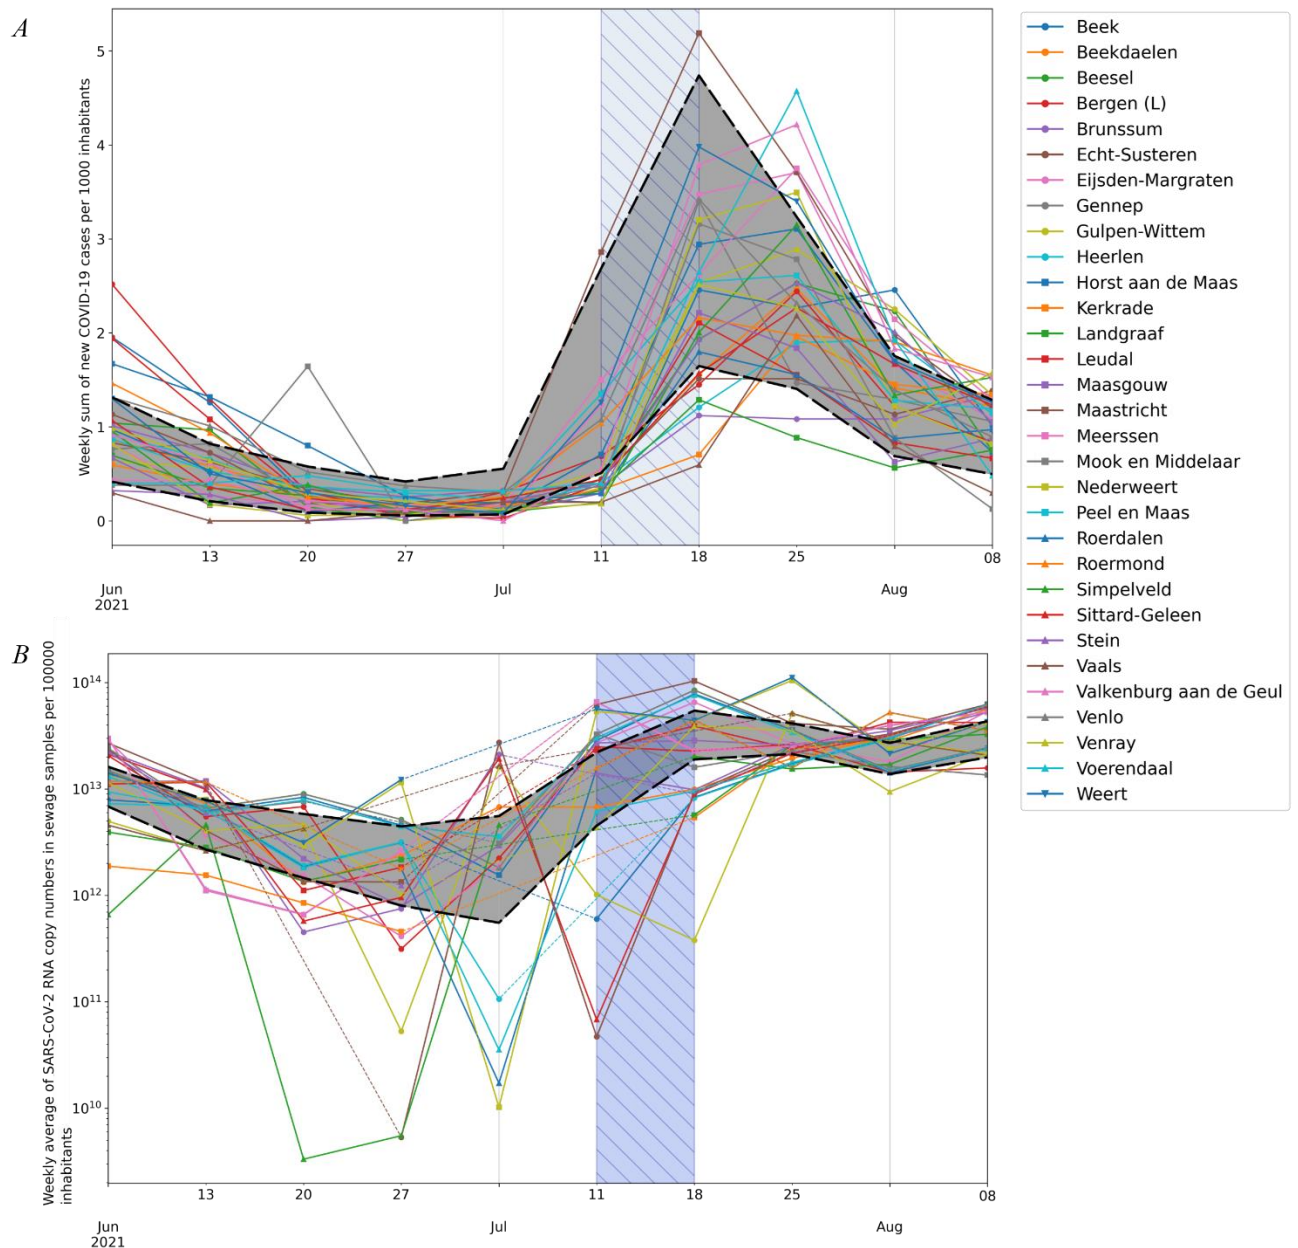 A
Weekly sum of new COVID-19 cases per 1000 inhabitants
5
4
3
2
1
0
13
20
27
11
18
25
08
Jun
2021
Jul
Aug
Beek
Beekdaelen
Beesel
Bergen (L)
Brunssum
Echt-Susteren
Eijsden-Margraten
Gennep
Gulpen-Wittem
Heerlen
Horst aan de Maas
Kerkrade
Landgraaf
Leudal
Maasgouw
Maastricht
Meerssen
Mook en Middelaar
Nederweert
Peel en Maas
Roerdalen
Roermond
Simpelveld
Sittard-Geleen
Stein
Vaals
Valkenburg aan de Geul
Venlo
Venray
Voerendaal
Weert
B
Weekly average of SARS-CoV-2 RNA copy numbers in sewage samples per 100000
inhabitants
10¹⁴
10¹³
10¹²
10¹¹
10¹⁰
13
20
27
11
18
25
08
Jun
2021
Jul
Aug